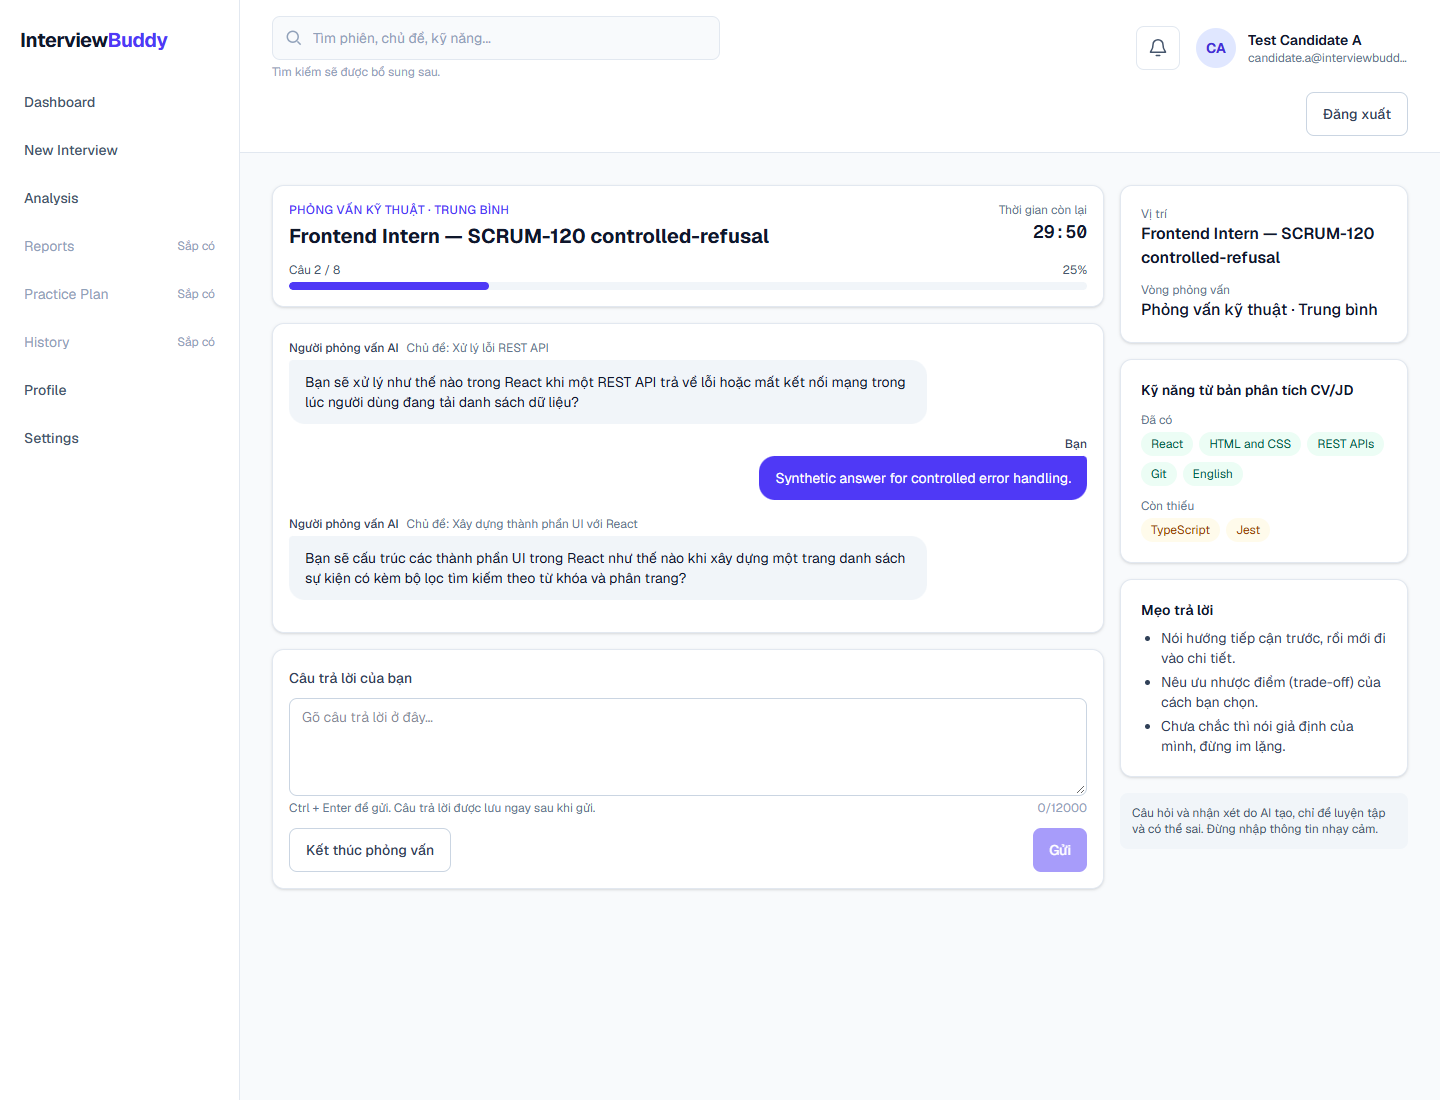 InterviewBuddy
Dashboard
New Interview
Analysis
Reports Sắp có
Practice Plan Sắp có
History Sắp có
Profile
Settings
Tìm phiên, chủ đề, kỹ năng...
Tìm kiếm sẽ được bổ sung sau.
CA
Test Candidate A
candidate.a@interviewbudd...
Đăng xuất
PHỎNG VẤN KỸ THUẬT · TRUNG BÌNH
Frontend Intern — SCRUM-120 controlled-refusal
Thời gian còn lại
29:50
Câu 2 / 8
25%
Người phỏng vấn AI Chủ đề: Xử lý lỗi REST API
Bạn sẽ xử lý như thế nào trong React khi một REST API trả về lỗi hoặc mất kết nối mạng trong
lúc người dùng đang tải danh sách dữ liệu?
Bạn
Synthetic answer for controlled error handling.
Người phỏng vấn AI Chủ đề: Xây dựng thành phần UI với React
Bạn sẽ cấu trúc các thành phần UI trong React như thế nào khi xây dựng một trang danh sách
sự kiện có kèm bộ lọc tìm kiếm theo từ khóa và phân trang?
Câu trả lời của bạn
Gõ câu trả lời ở đây...
Ctrl + Enter để gửi. Câu trả lời được lưu ngay sau khi gửi.
0/12000
Kết thúc phỏng vấn
Gửi
Vị trí
Frontend Intern — SCRUM-120
controlled-refusal
Vòng phỏng vấn
Phỏng vấn kỹ thuật · Trung bình
Kỹ năng từ bản phân tích CV/JD
Đã có
React HTML and CSS REST APIs
Git English
Còn thiếu
TypeScript Jest
Mẹo trả lời
Nói hướng tiếp cận trước, rồi mới đi
vào chi tiết.
Nêu ưu nhược điểm (trade-off) của
cách bạn chọn.
Chưa chắc thì nói giả định của
mình, đừng im lặng.
Câu hỏi và nhận xét do AI tạo, chỉ để luyện tập
và có thể sai. Đừng nhập thông tin nhạy cảm.